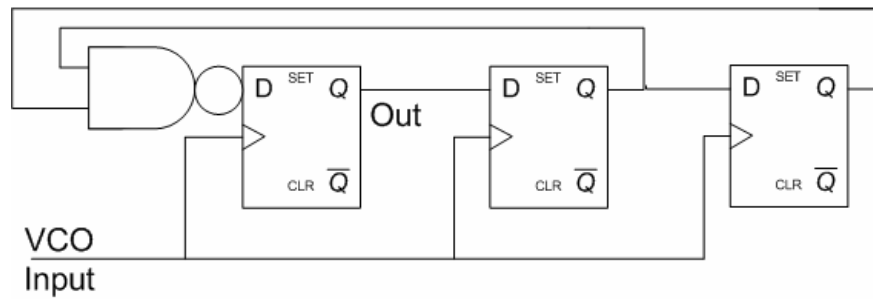 D SET Q
CLR Q̅
Out
D SET Q
CLR Q̅
D SET Q
CLR Q̅
VCO
Input